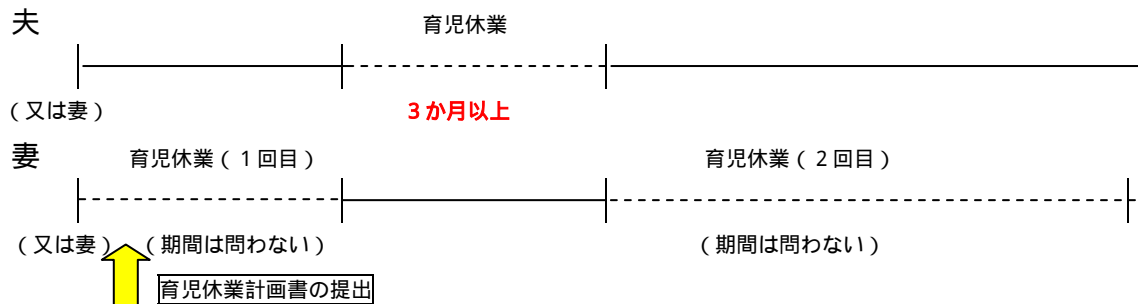 夫 育児休業
(又は妻) 3か月以上
妻 育児休業(1回目) 育児休業(2回目)
(又は妻) (期間は問わない) (期間は問わない)
育児休業計画書の提出